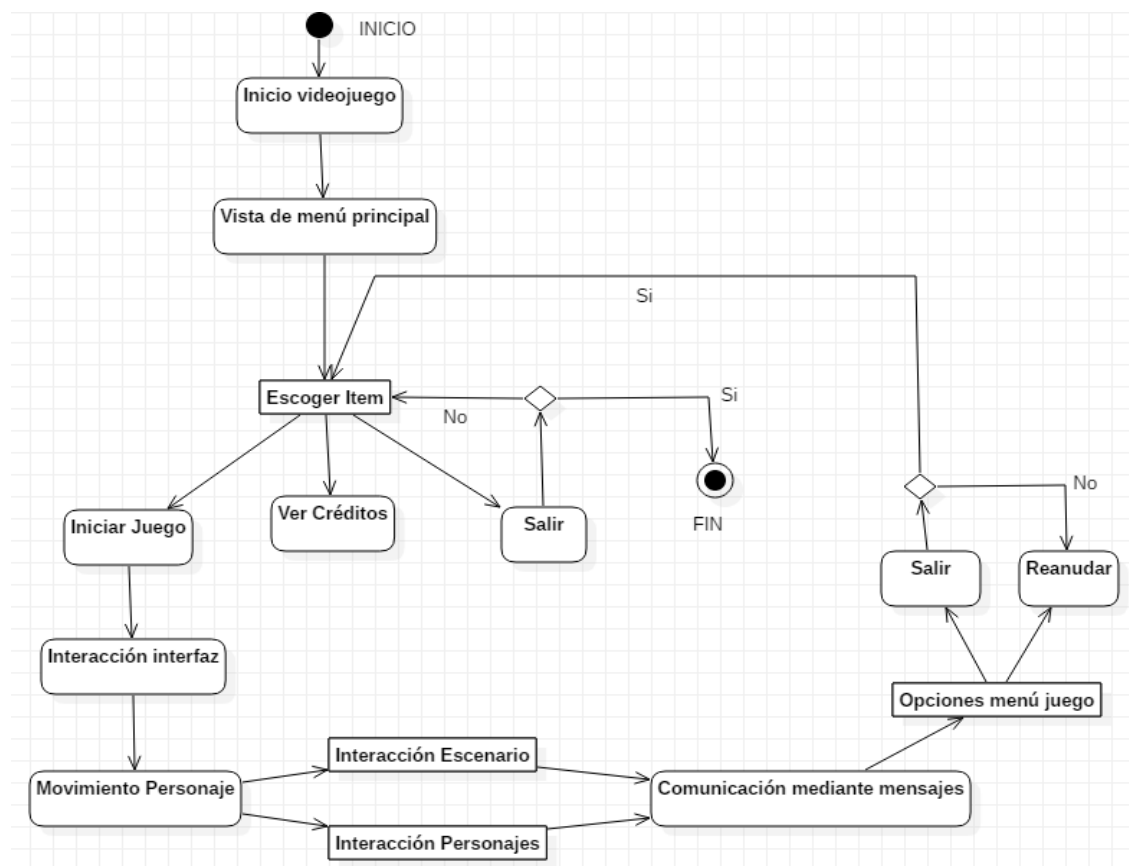 INICIO
Inicio videojuego
Vista de menú principal
Si
Escoger Item
No
Si
Iniciar Juego
Ver Créditos
Salir
FIN
No
Salir
Reanudar
Interacción interfaz
Opciones menú juego
Movimiento Personaje
Interacción Escenario
Comunicación mediante mensajes
Interacción Personajes